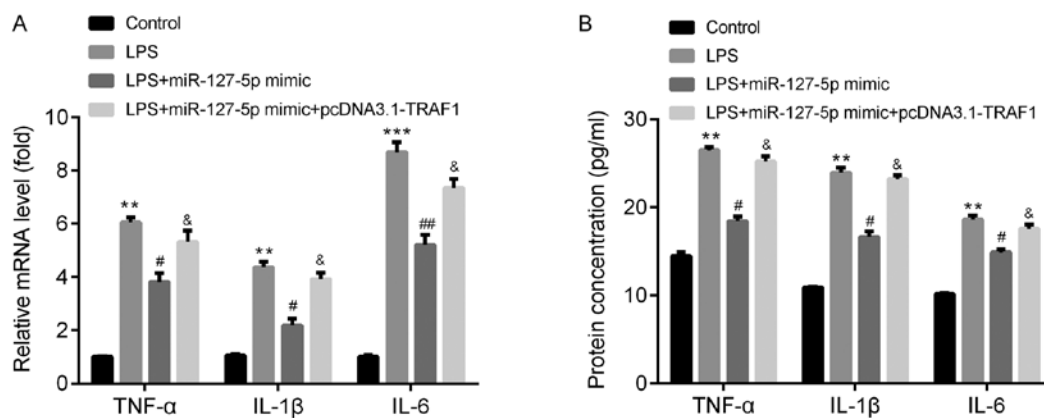 A
Control
LPS
LPS+miR-127-5p mimic
LPS+miR-127-5p mimic+pcDNA3.1-TRAF1
Relative mRNA level (fold)
10
8
6
4
2
0
**
#
&
**
#
&
***
##
&
TNF-α
IL-1β
IL-6
B
Control
LPS
LPS+miR-127-5p mimic
LPS+miR-127-5p mimic+pcDNA3.1-TRAF1
Protein concentration (pg/ml)
30
20
10
0
**
#
&
**
#
&
**
#
&
TNF-α
IL-1β
IL-6